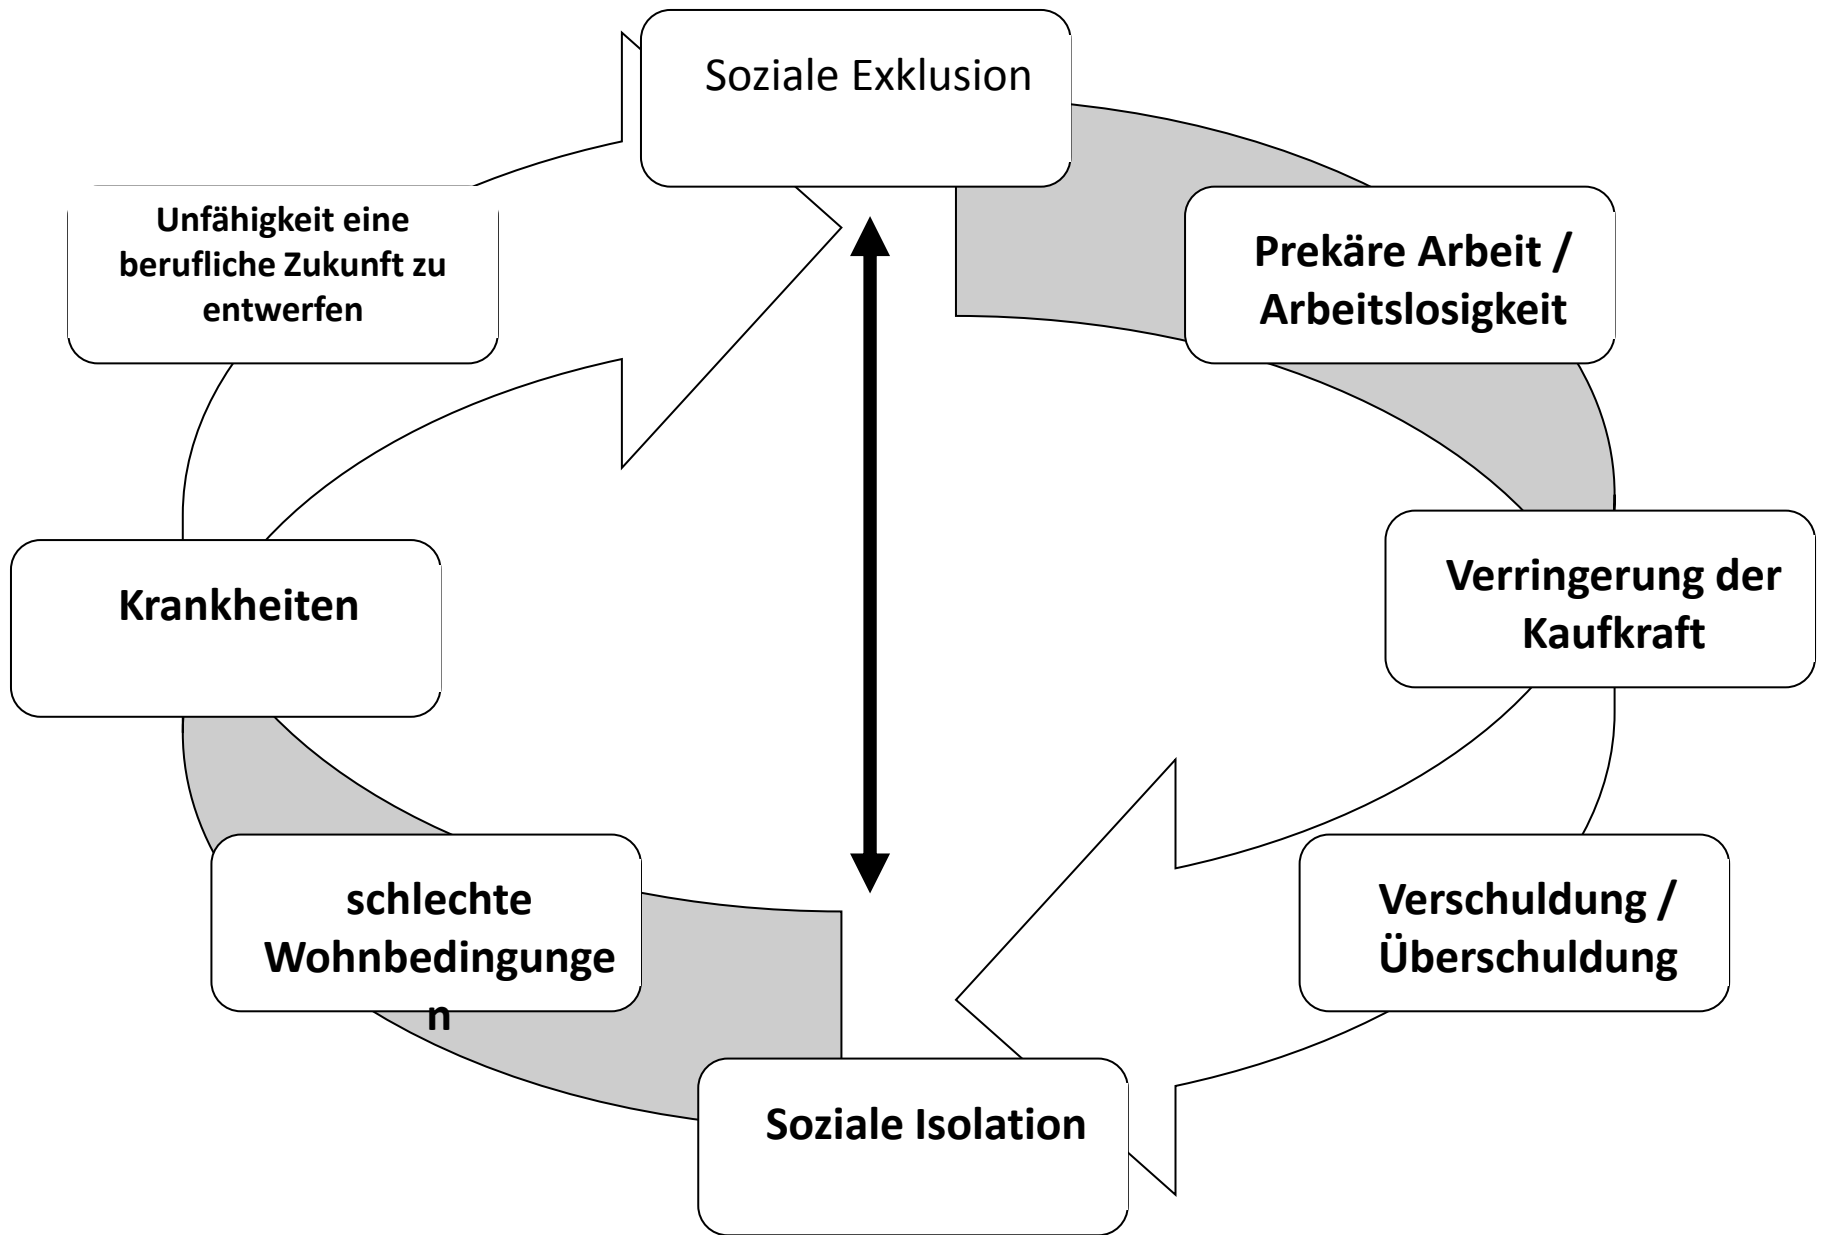 Soziale Exklusion
Unfähigkeit eine
berufliche Zukunft zu
entwerfen
Prekäre Arbeit /
Arbeitslosigkeit
Krankheiten
Verringerung der
Kaufkraft
schlechte
Wohnbedingunge
n
Verschuldung /
Überschuldung
Soziale Isolation